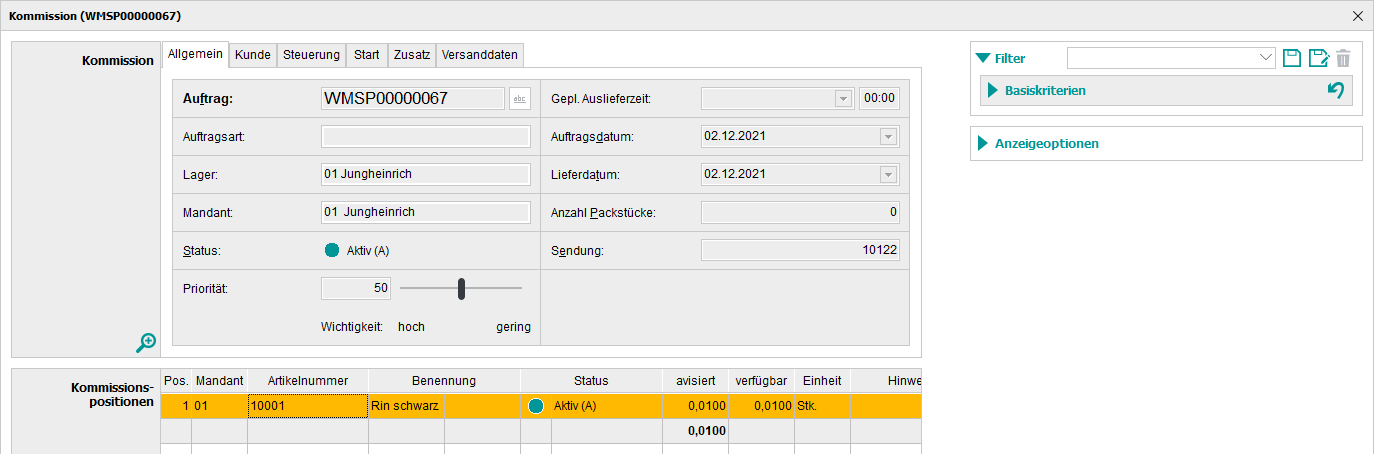 Kommission (WMSP00000067)
Kommission
Allgemein Kunde Steuerung Start Zusatz Versanddaten
Auftrag: WMSP00000067 abc Gepl. Auslieferzeit: 00:00
Auftragsart: Auftragsdatum: 02.12.2021
Lager: 01 Jungheinrich Lieferdatum: 02.12.2021
Mandant: 01 Jungheinrich Anzahl Packstücke: 0
Status: Aktiv (A) Sendung: 10122
Priorität: 50
Wichtigkeit: hoch gering
Filter
Basiskriterien
Anzeigeoptionen
Kommissions-
positionen
Pos. Mandant Artikelnummer Benennung Status avisiert verfügbar Einheit Hinwe
1 01 10001 Rin schwarz Aktiv (A) 0,0100 0,0100 Stk.
0,0100